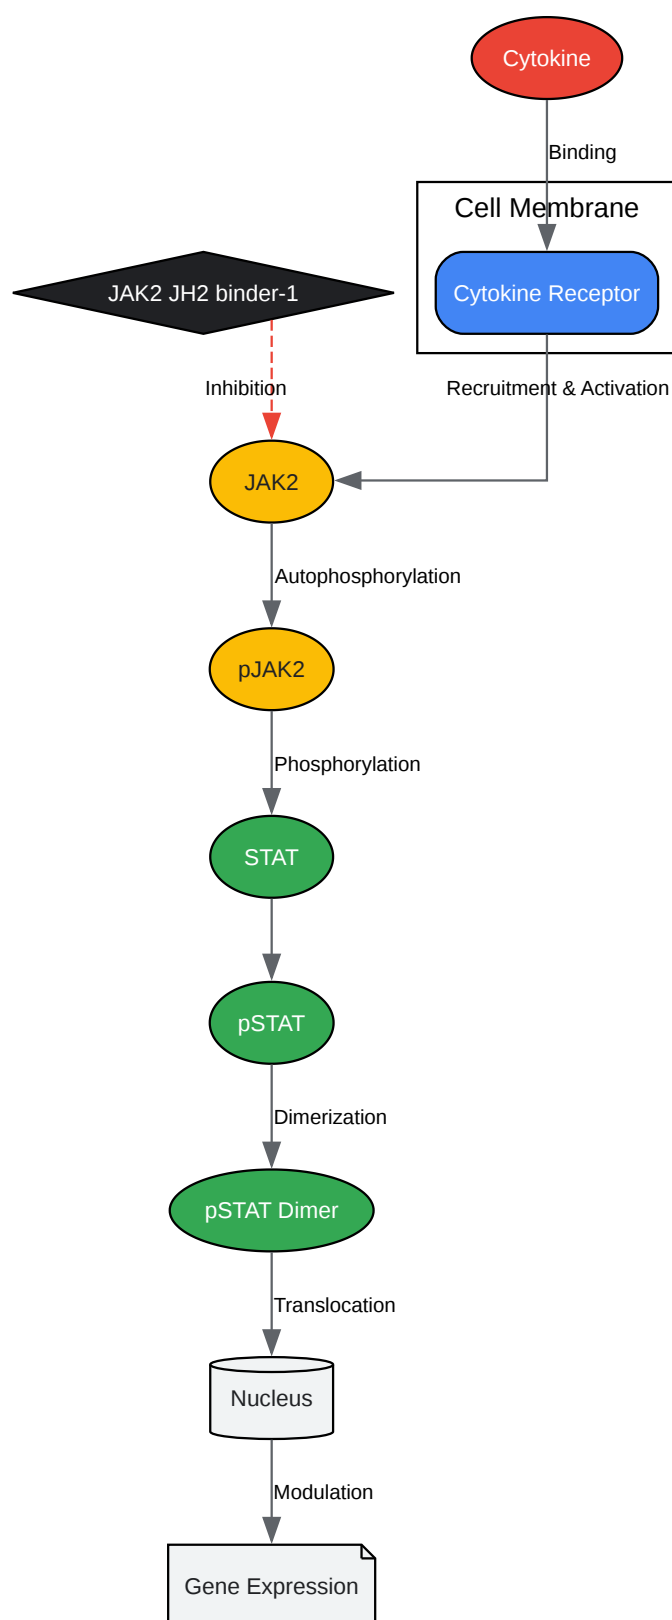 Cytokine
Binding
Cell Membrane
JAK2 JH2 binder-1
Cytokine Receptor
Inhibition
Recruitment & Activation
JAK2
Autophosphorylation
pJAK2
Phosphorylation
STAT
pSTAT
Dimerization
pSTAT Dimer
Translocation
Nucleus
Modulation
Gene Expression